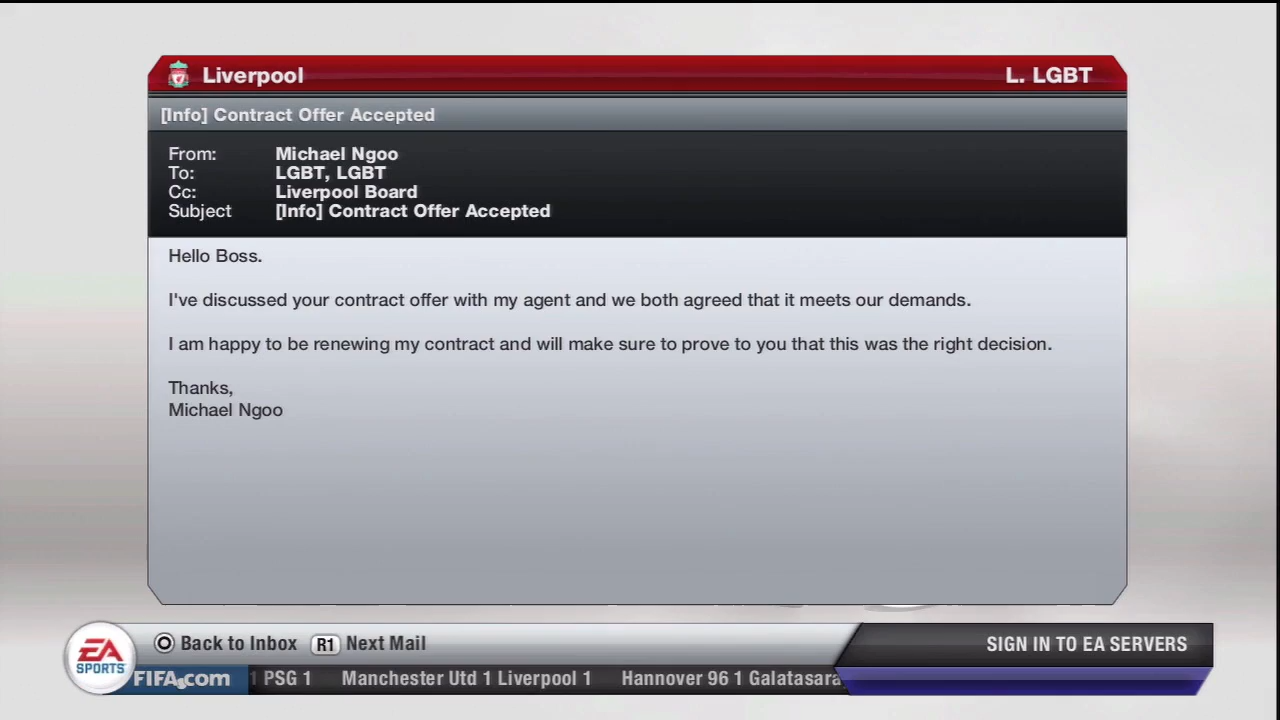 Liverpool L. LGBT
[Info] Contract Offer Accepted
From: Michael Ngoo
To: LGBT, LGBT
Cc: Liverpool Board
Subject [Info] Contract Offer Accepted
Hello Boss.
I've discussed your contract offer with my agent and we both agreed that it meets our demands.
I am happy to be renewing my contract and will make sure to prove to you that this was the right decision.
Thanks,
Michael Ngoo
EA SPORTS
Back to Inbox R1 Next Mail SIGN IN TO EA SERVERS
FIFA.com 1 PSG 1 Manchester Utd 1 Liverpool 1 Hannover 96 1 Galatasara